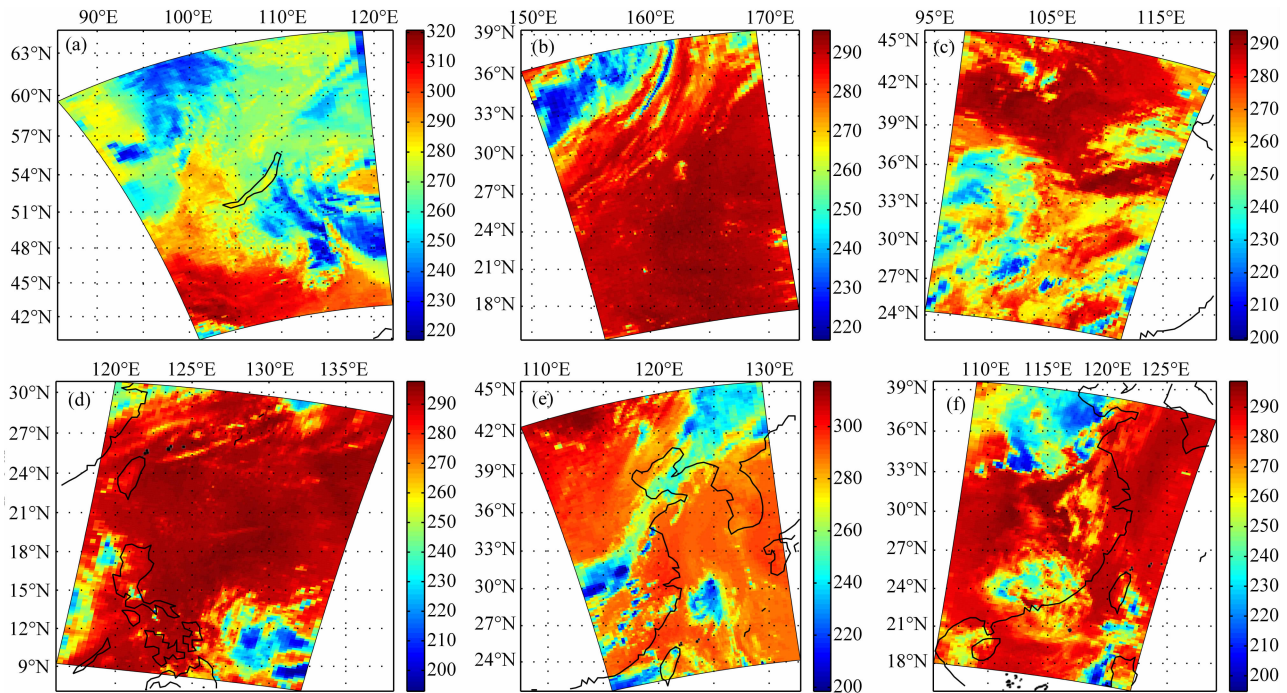 90°E 100°E 110°E 120°E
150°E 160°E 170°E
95°E 105°E 115°E
(a)
63°N
60°N
57°N
54°N
51°N
48°N
45°N
42°N
320
310
300
290
280
270
260
250
240
230
220
(b)
39°N
36°N
33°N
30°N
27°N
24°N
21°N
18°N
290
280
270
260
250
240
230
220
(c)
45°N
42°N
39°N
36°N
33°N
30°N
27°N
24°N
290
280
270
260
250
240
230
220
210
200
120°E 125°E 130°E 135°E
110°E 120°E 130°E
110°E 115°E 120°E 125°E
(d)
30°N
27°N
24°N
21°N
18°N
15°N
12°N
9°N
290
280
270
260
250
240
230
220
210
200
(e)
45°N
42°N
39°N
36°N
33°N
30°N
27°N
24°N
300
280
260
240
220
200
(f)
39°N
36°N
33°N
30°N
27°N
24°N
21°N
18°N
290
280
270
260
250
240
230
220
210
200